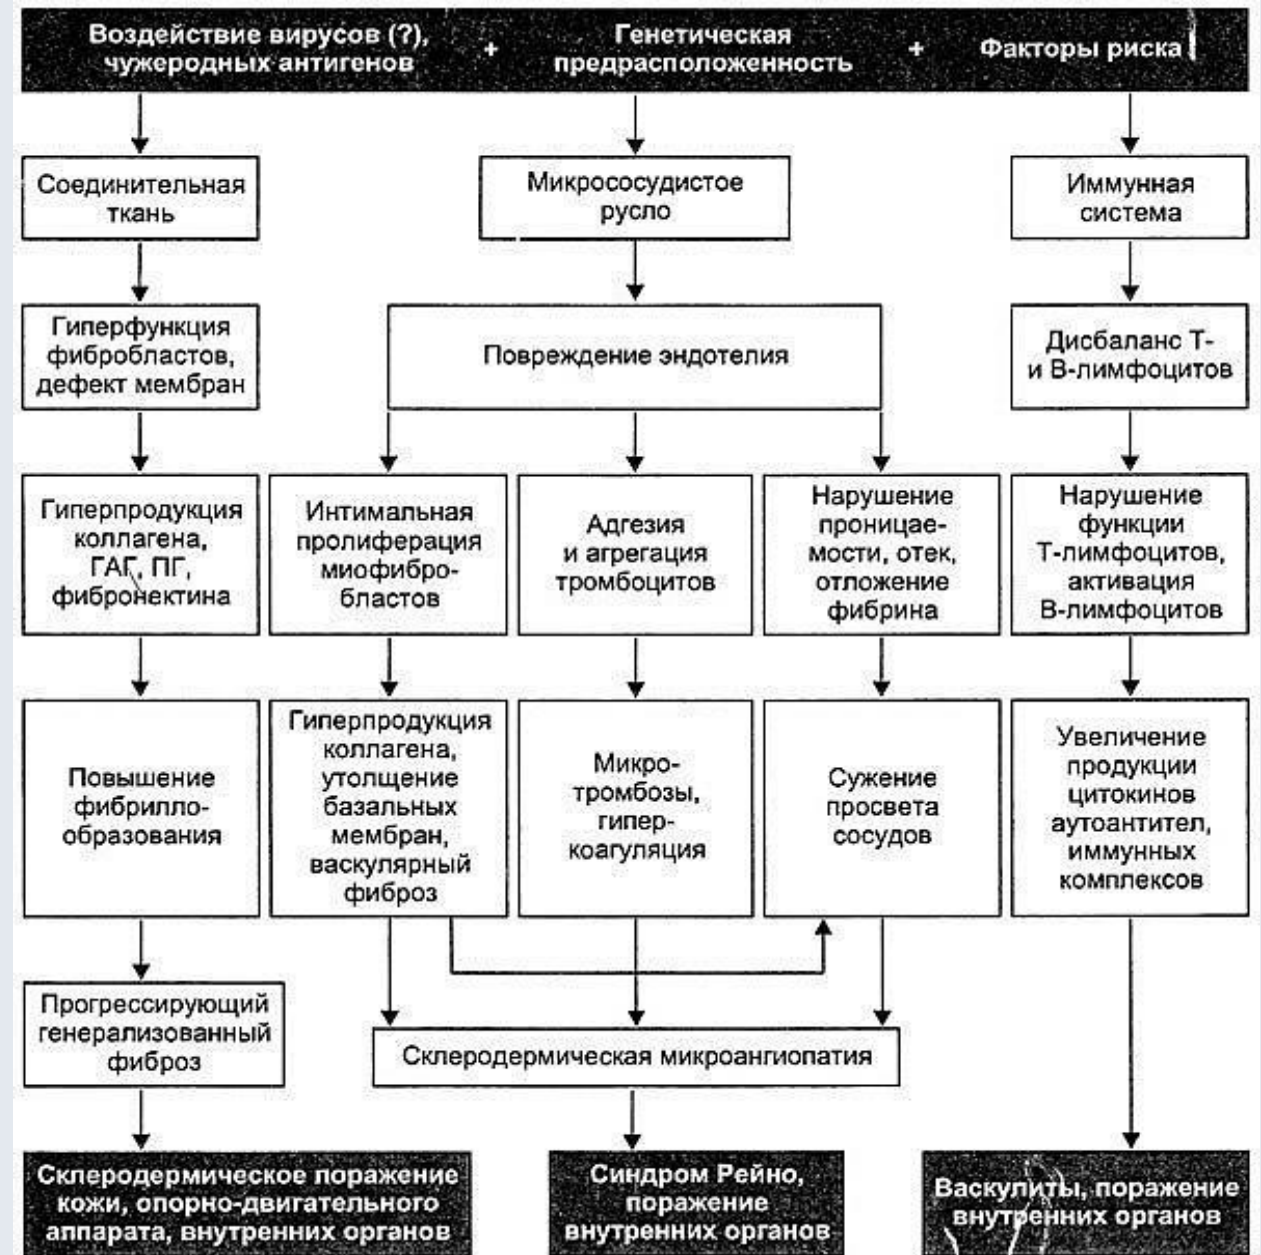 Воздействие вирусов (?),
чужеродных антигенов
+
Генетическая
предрасположенность
+
Факторы риска
Соединительная
ткань
Микрососудистое
русло
Иммунная
система
Гиперфункция
фибробластов,
дефект мембран
Повреждение эндотелия
Дисбаланс Т-
и В-лимфоцитов
Гиперпродукция
коллагена,
ГАГ, ПГ,
фибронектина
Интимальная
пролиферация
миофибро-
бластов
Адгезия
и агрегация
тромбоцитов
Нарушение
проницае-
мости, отек,
отложение
фибрина
Нарушение
функции
Т-лимфоцитов,
активация
В-лимфоцитов
Повышение
фибрилло-
образования
Гиперпродукция
коллагена,
утолщение
базальных
мембран,
васкулярный
фиброз
Микро-
тромбозы,
гипер-
коагуляция
Сужение
просвета
сосудов
Увеличение
продукции
цитокинов
аутоантител,
иммунных
комплексов
Прогрессирующий
генерализованный
фиброз
Склеродермическая микроангиопатия
Склеродермическое поражение
кожи, опорно-двигательного
аппарата, внутренних органов
Синдром Рейно,
поражение
внутренних органов
Васкулиты, поражение
внутренних органов